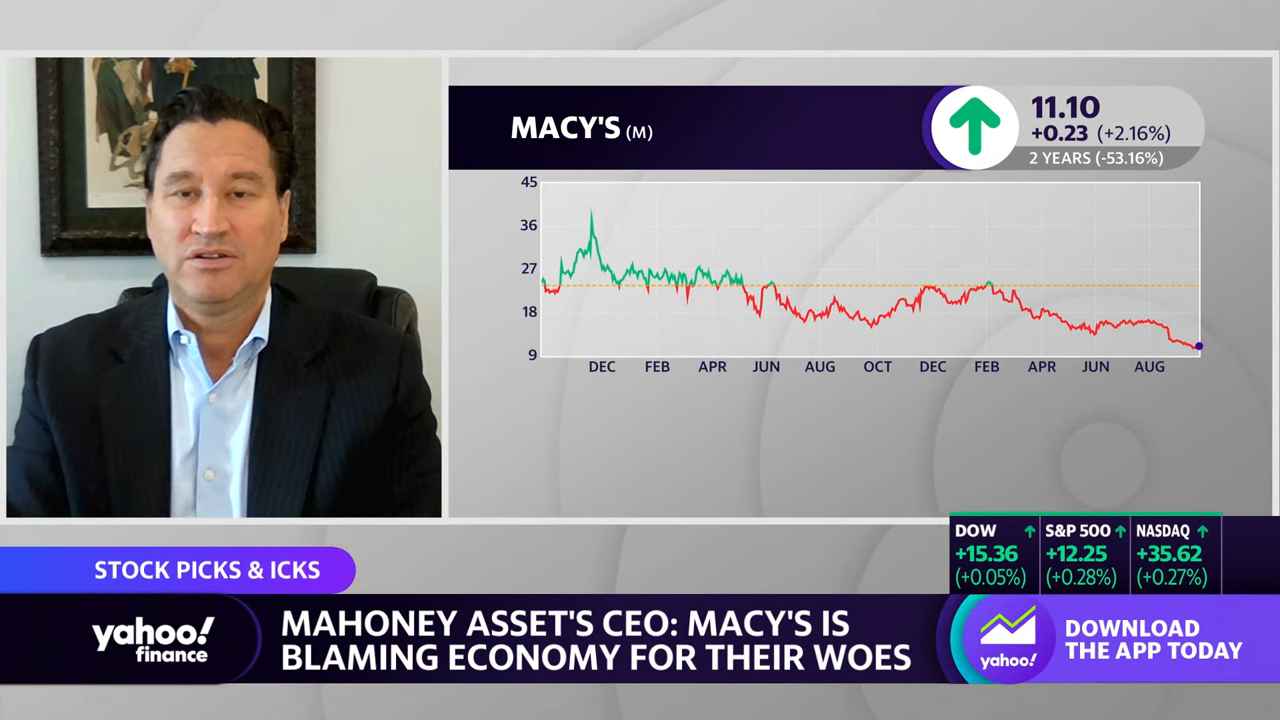 MACY'S (M)
11.10
+0.23 (+2.16%)
2 YEARS (-53.16%)
45
36
27
18
9
DEC FEB APR JUN AUG OCT DEC FEB APR JUN AUG
DOW S&P 500 NASDAQ
+15.36 +12.25 +35.62
(+0.05%) (+0.28%) (+0.27%)
STOCK PICKS & ICKS
yahoo!
finance
MAHONEY ASSET'S CEO: MACY'S IS
BLAMING ECONOMY FOR THEIR WOES
yahoo!
DOWNLOAD
THE APP TODAY